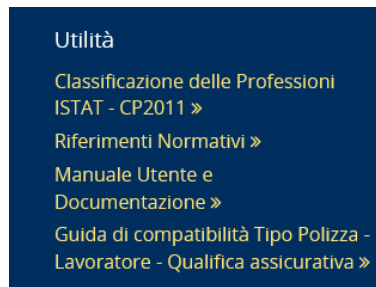 Utilità
Classificazione delle Professioni
ISTAT - CP2011 »
Riferimenti Normativi »
Manuale Utente e
Documentazione »
Guida di compatibilità Tipo Polizza -
Lavoratore - Qualifica assicurativa »